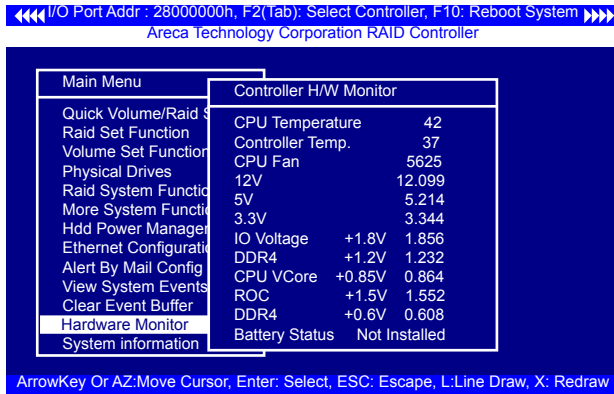 I/O Port Addr : 28000000h, F2(Tab): Select Controller, F10: Reboot System
Areca Technology Corporation RAID Controller
Main Menu
Quick Volume/Raid S
Raid Set Function
Volume Set Function
Physical Drives
Raid System Functio
More System Functio
Hdd Power Manager
Ethernet Configuratio
Alert By Mail Config
View System Events
Clear Event Buffer
Hardware Monitor
System information
Controller H/W Monitor
CPU Temperature 42
Controller Temp. 37
CPU Fan 5625
12V 12.099
5V 5.214
3.3V 3.344
IO Voltage +1.8V 1.856
DDR4 +1.2V 1.232
CPU VCore +0.85V 0.864
ROC +1.5V 1.552
DDR4 +0.6V 0.608
Battery Status Not Installed
ArrowKey Or AZ:Move Cursor, Enter: Select, ESC: Escape, L:Line Draw, X: Redraw